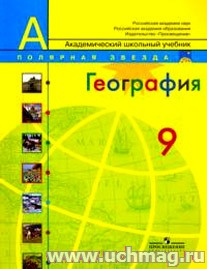 Российская академия наук
Российская академия образования
Издательство «Просвещение»
А
Академический школьный учебник
ПОЛЯРНАЯ ЗВЕЗДА
География
9
ПРОСВЕЩЕНИЕ
www.uchmag.ru